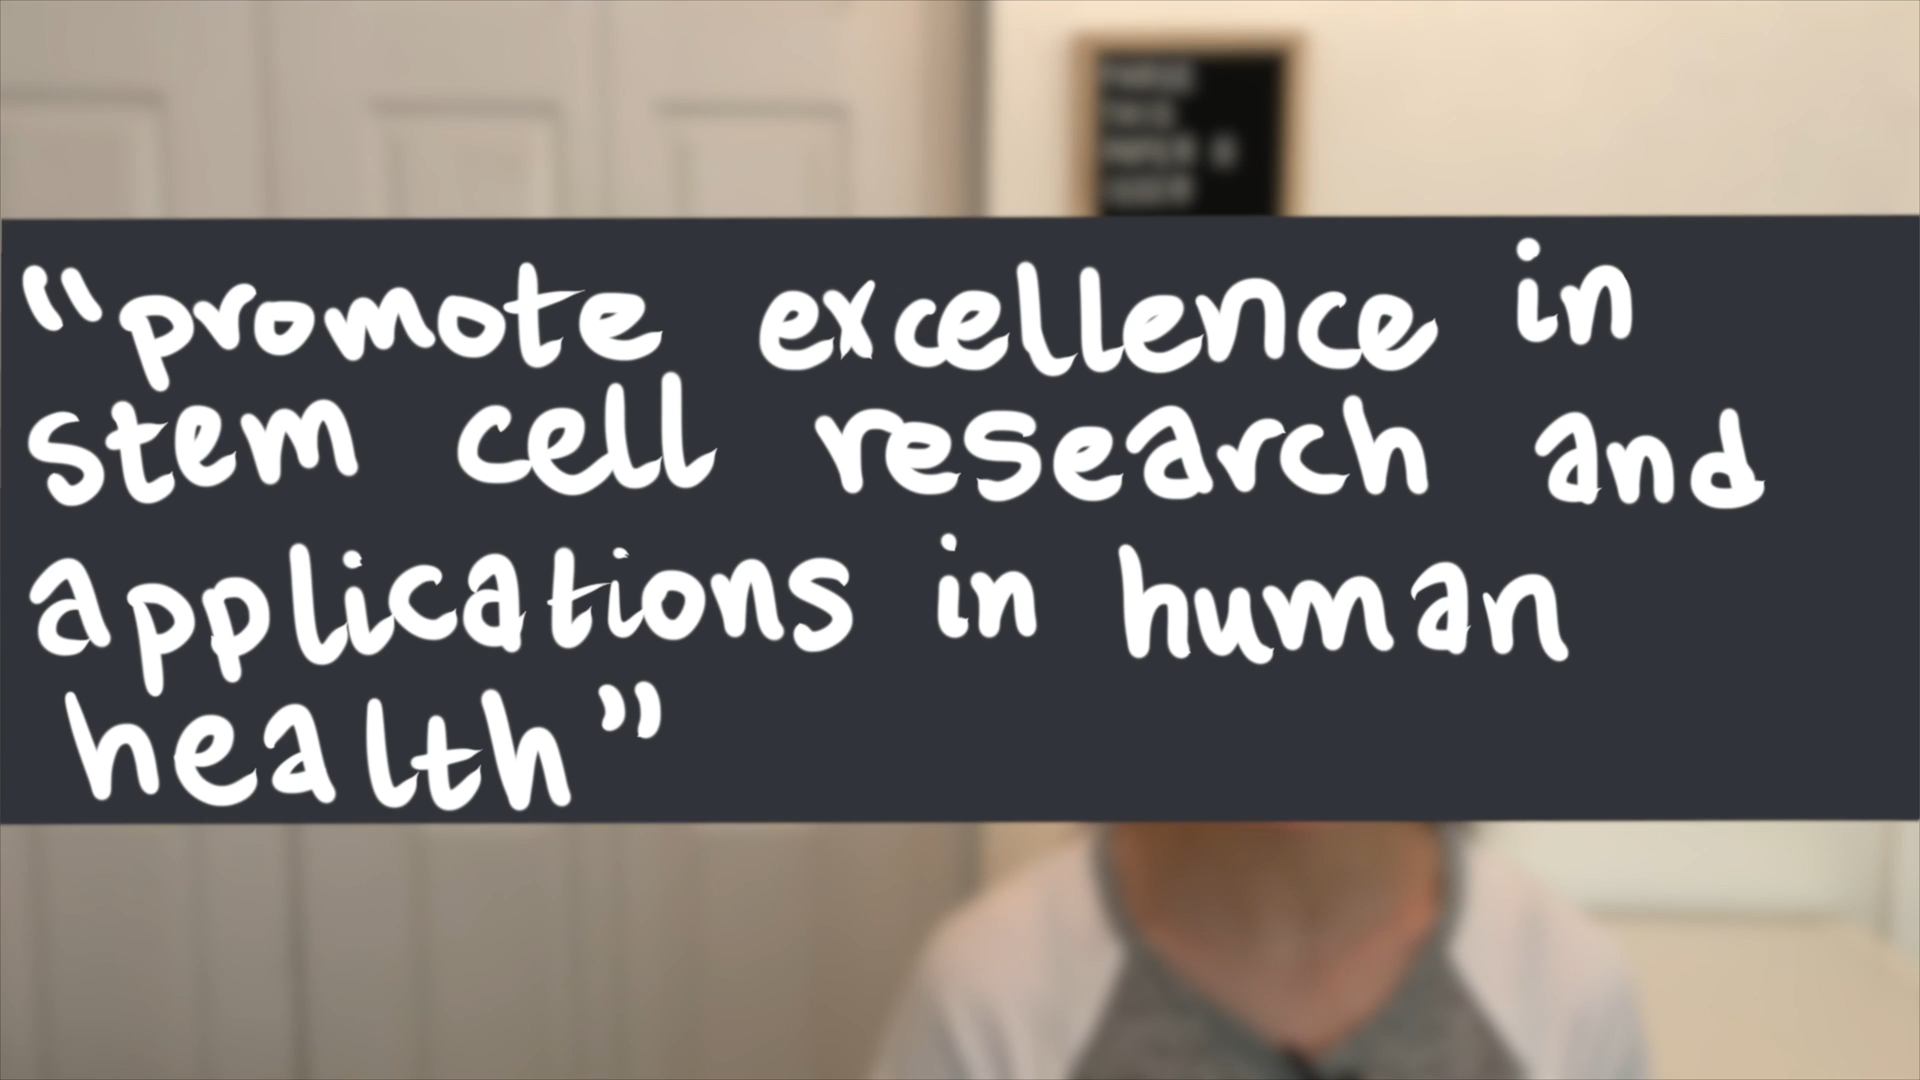 “promote excellence in
stem cell research and
applications in human
health”